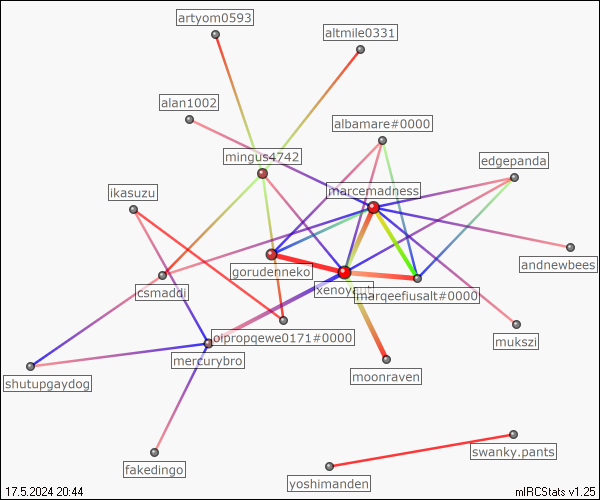 artyom0593
altmile0331
alan1002
albamare#0000
mingus4742
edgepanda
ikasuzu
marcemadness
andnewbees
gorudenneko
csmaddi
marqeefiusalt#0000
oipropqewe0171#0000
mukszi
mercurybro
moonraven
shutupgaydog
swanky.pants
fakedingo
yoshimanden
17.5.2024 20:44
mIRCStats v1.25